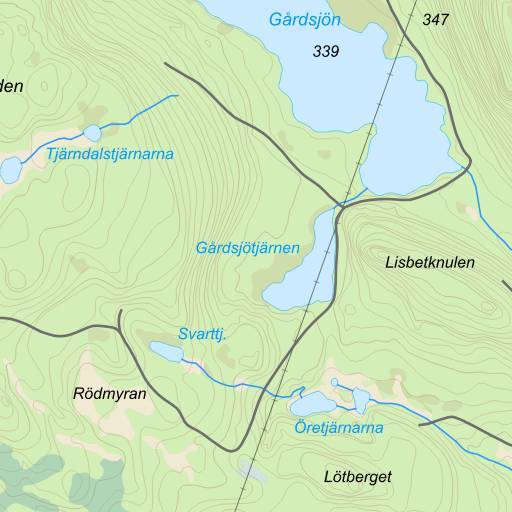 Gårdsjön
347
339
den
Tjärndalstjärnarna
Gårdsjötjärnen
Lisbetknulen
Svarttj.
Rödmyran
Öretjärnarna
Lötberget